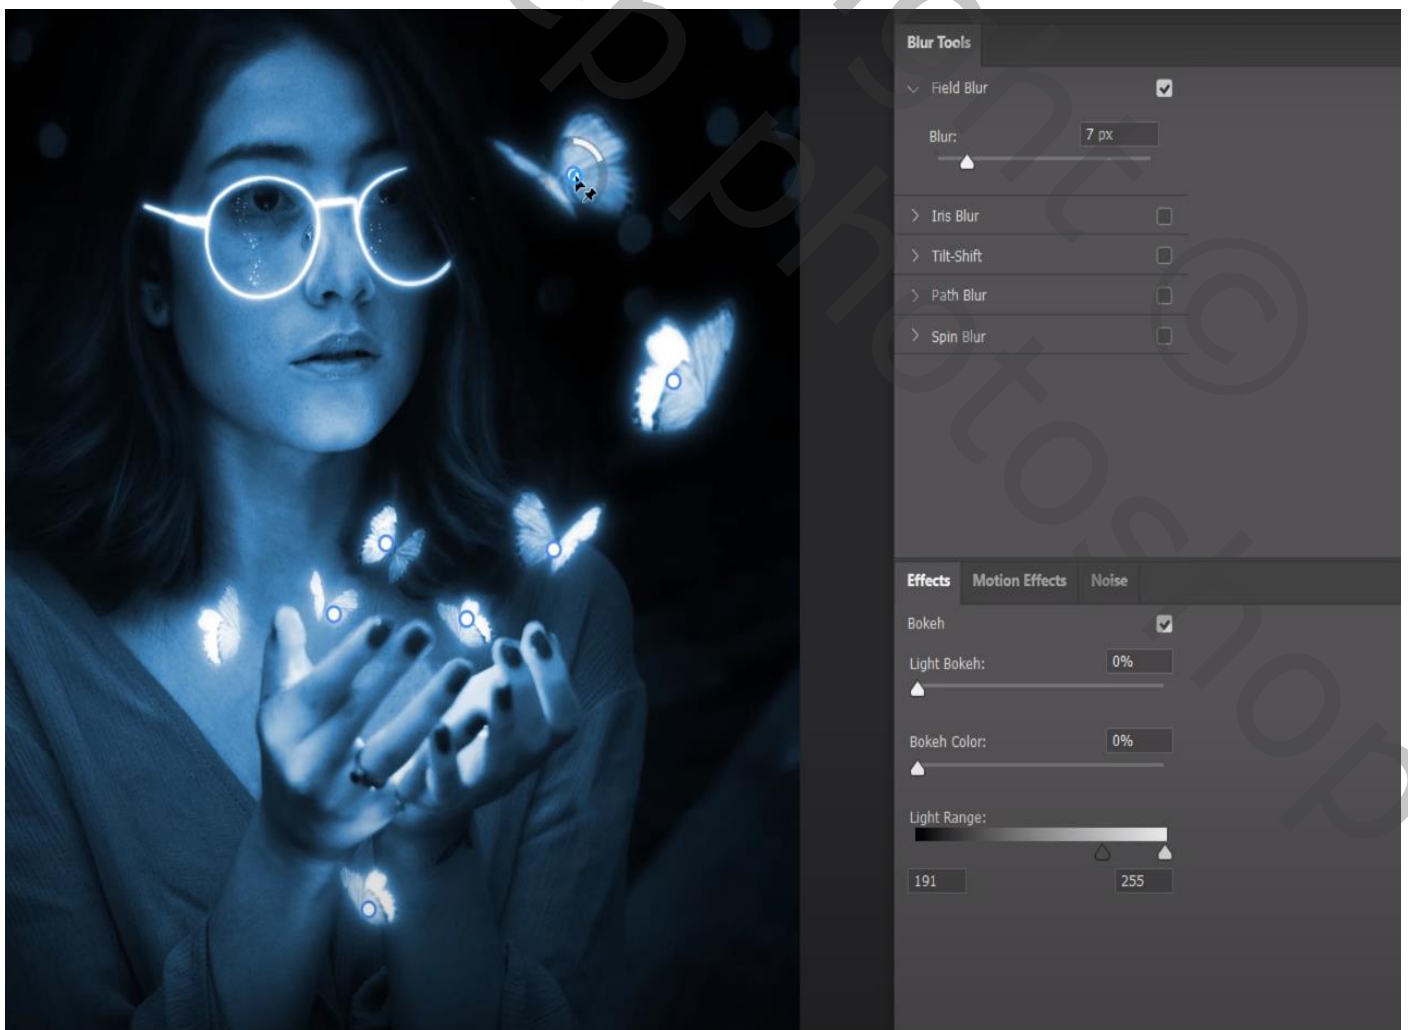 Blur Tools
Field Blur
Blur:
7 px
Iris Blur
Tilt-Shift
Path Blur
Spin Blur
Effects Motion Effects Noise
Bokeh
Light Bokeh:
0%
Bokeh Color:
0%
Light Range:
191
255
photoshop ©